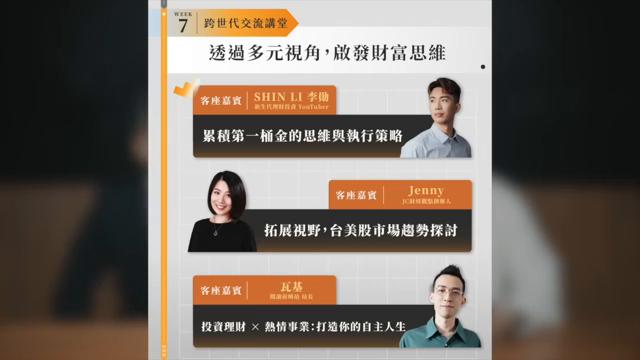 WEEK
7
跨世代交流講堂
透過多元視角，啟發財富思維
客座嘉賓
SHIN LI 李勛
新生代理財投資 YouTuber
累積第一桶金的思維與執行策略
客座嘉賓
Jenny
JC財經觀點創辦人
拓展視野，台美股市場趨勢探討
客座嘉賓
瓦基
閱讀前哨站 站長
投資理財 × 熱情事業：打造你的自主人生